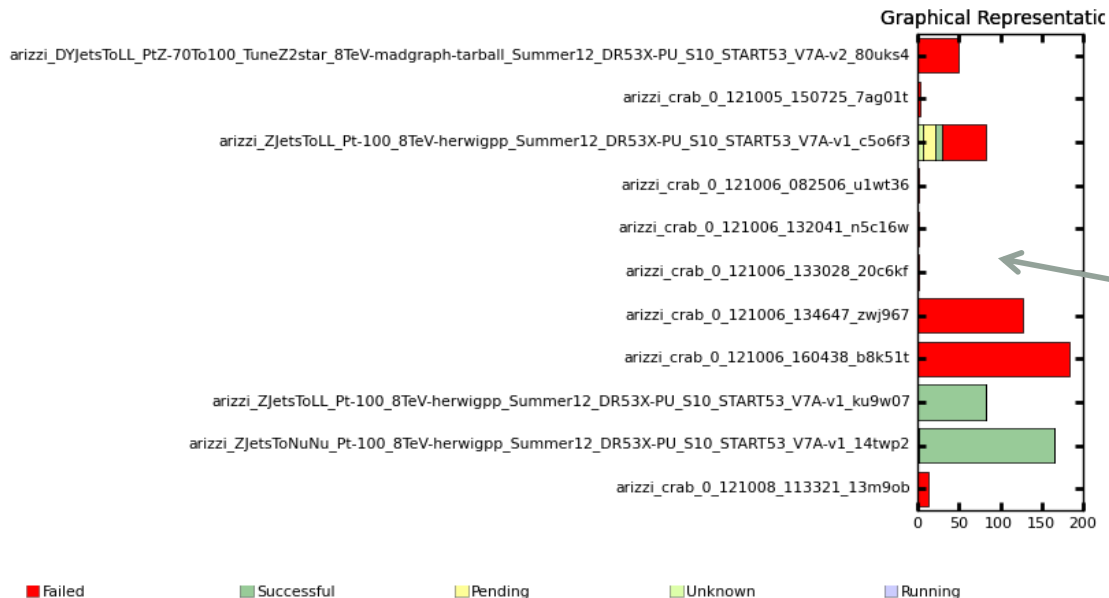 Graphical Representatic
arizzi_DYJetsToLL_PtZ-70To100_TuneZ2star_8TeV-madgraph-tarball_Summer12_DR53X-PU_S10_START53_V7A-v2_80uks4
arizzi_crab_0_121005_150725_7ag01t
arizzi_ZJetsToLL_Pt-100_8TeV-herwigpp_Summer12_DR53X-PU_S10_START53_V7A-v1_c5o6f3
arizzi_crab_0_121006_082506_u1wt36
arizzi_crab_0_121006_132041_n5c16w
arizzi_crab_0_121006_133028_20c6kf
arizzi_crab_0_121006_134647_zwj967
arizzi_crab_0_121006_160438_b8k51t
arizzi_ZJetsToLL_Pt-100_8TeV-herwigpp_Summer12_DR53X-PU_S10_START53_V7A-v1_ku9w07
arizzi_ZJetsToNuNu_Pt-100_8TeV-herwigpp_Summer12_DR53X-PU_S10_START53_V7A-v1_14twp2
arizzi_crab_0_121008_113321_13m9ob
0 50 100 150 200
Failed Successful Pending Unknown Running